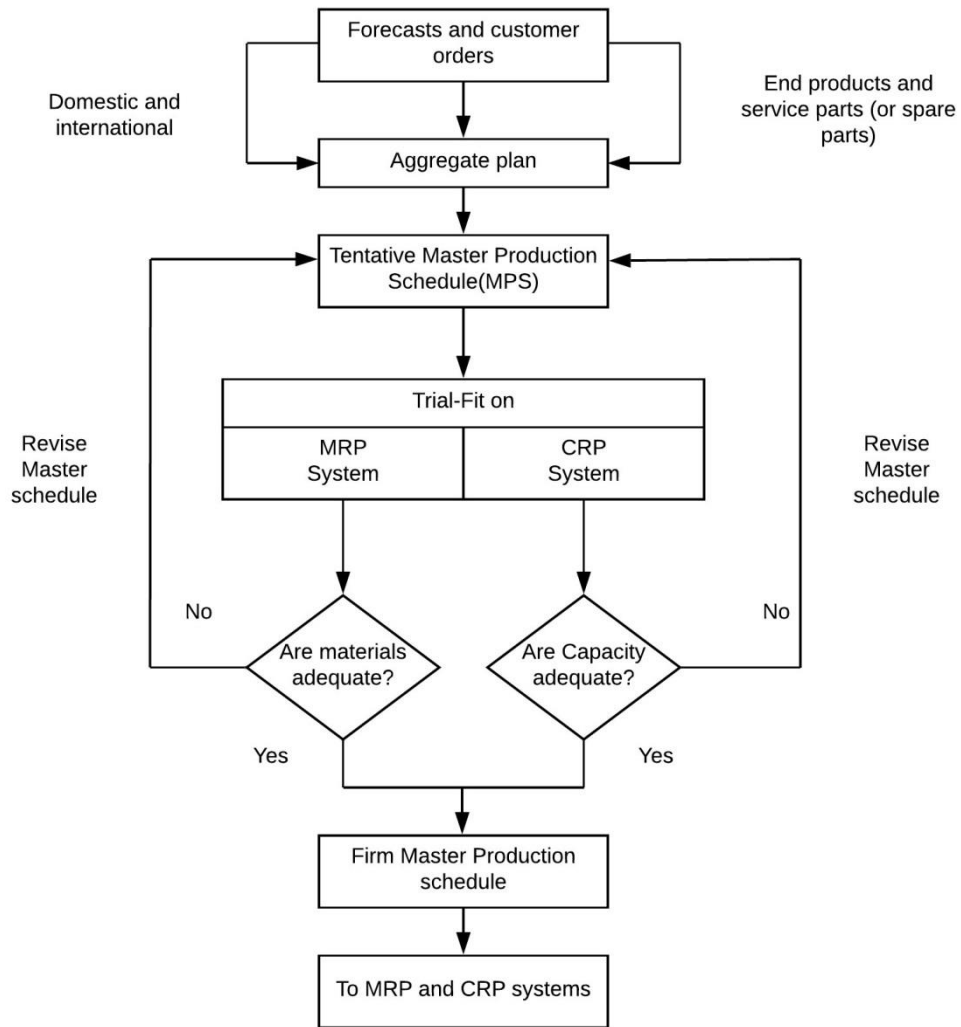 Forecasts and customer
orders
Domestic and
international
End products and
service parts (or spare
parts)
Aggregate plan
Tentative Master Production
Schedule(MPS)
Trial-Fit on
MRP
System
CRP
System
Revise
Master
schedule
Revise
Master
schedule
No
No
Are materials
adequate?
Are Capacity
adequate?
Yes
Yes
Firm Master Production
schedule
To MRP and CRP systems